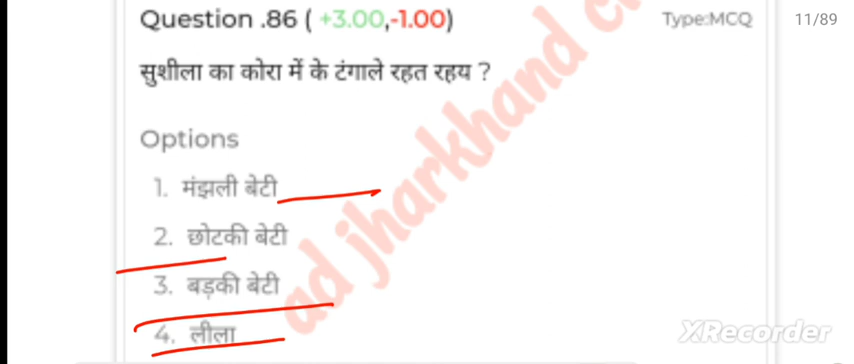 Question .86 ( +3.00,-1.00) Type:MCQ 11/89
सुशीला का कोरा में के टंगाले रहत रहय ?
Options
1. मंझली बेटी
2. छोटकी बेटी
3. बड़की बेटी
4. लीला
ad jharkhand c
XRecorder